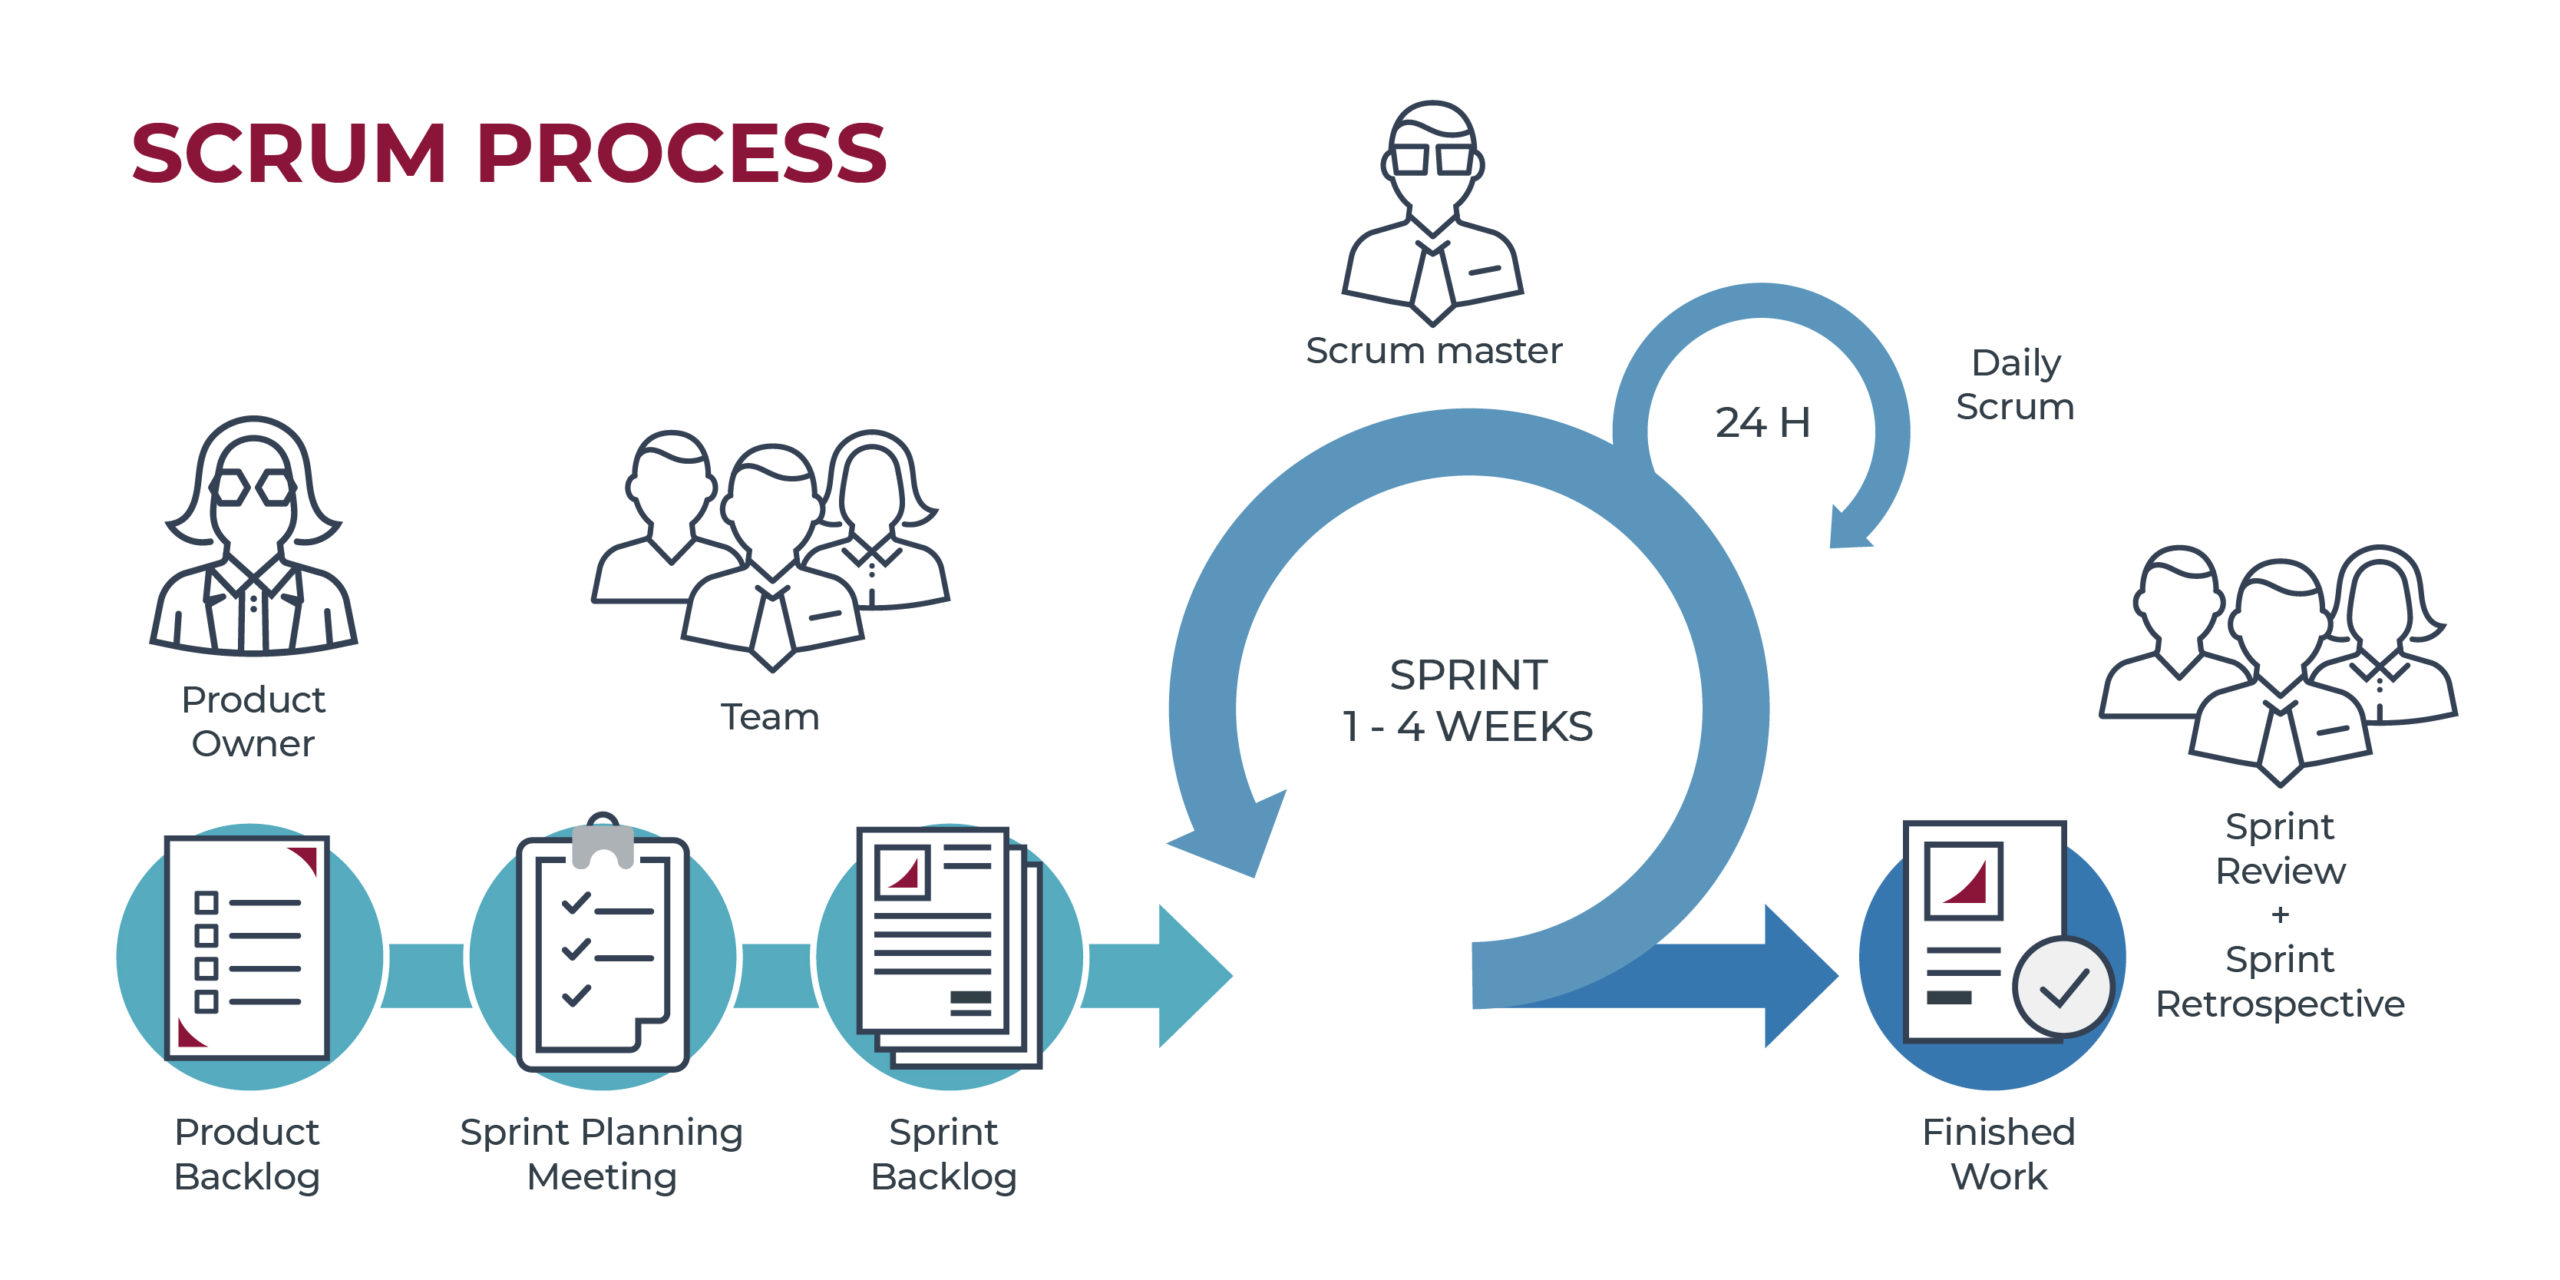 SCRUM PROCESS
Scrum master
Daily
Scrum
24 H
Product
Owner
Team
SPRINT
1 - 4 WEEKS
Sprint
Review
+
Sprint
Retrospective
Product
Backlog
Sprint Planning
Meeting
Sprint
Backlog
Finished
Work